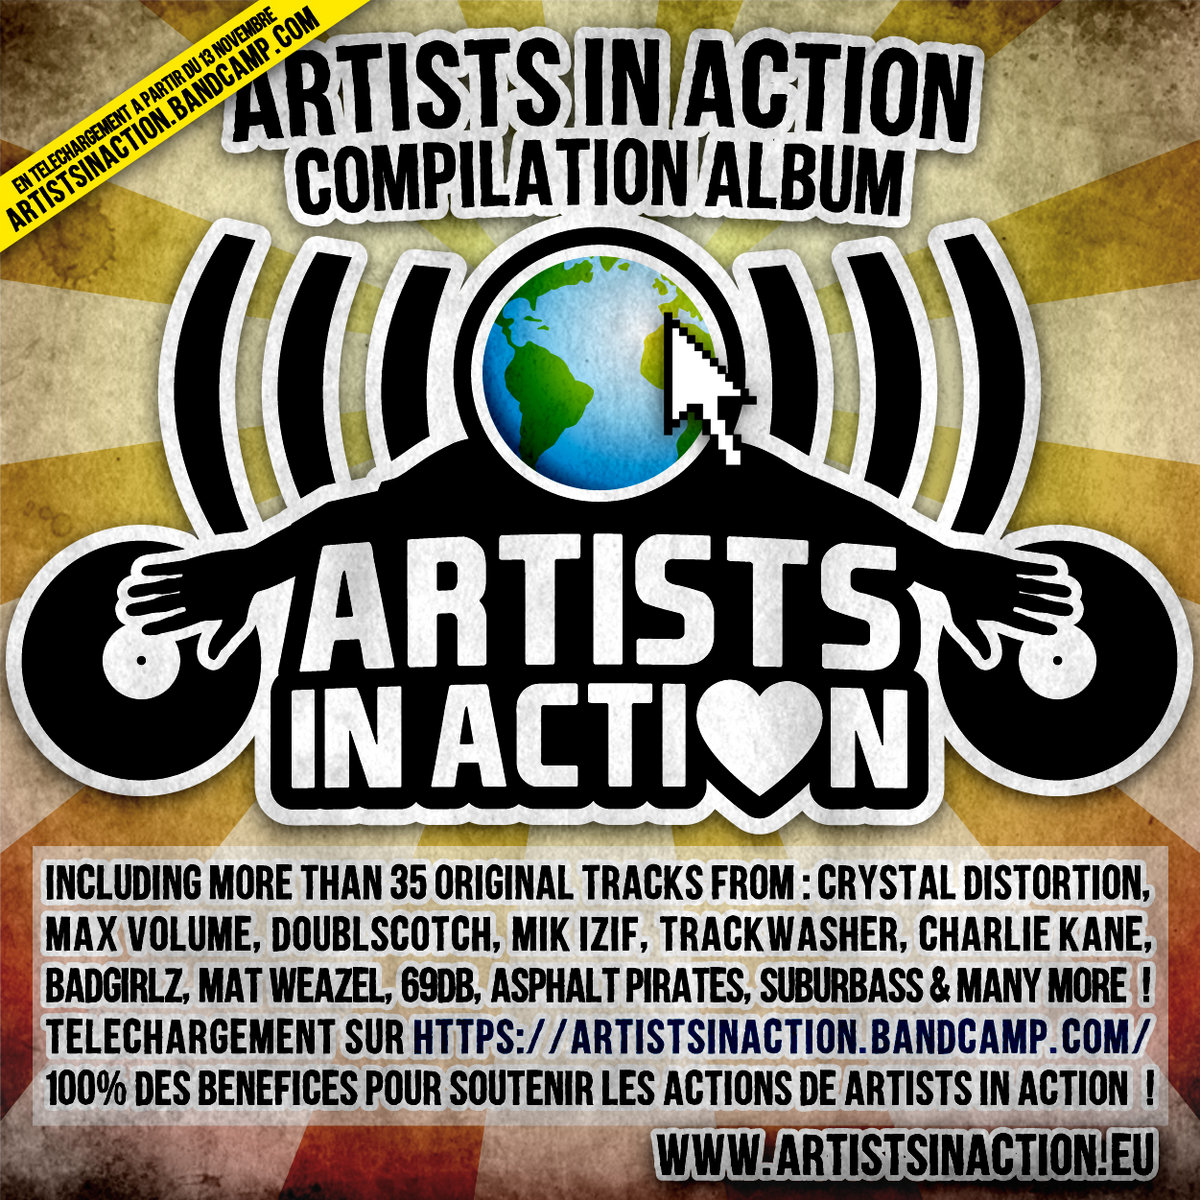 EN TELECHARGEMENT A PARTIR DU 13 NOVEMBRE
ARTISTSINACTION.BANDCAMP.COM
ARTISTS IN ACTION
COMPILATION ALBUM
ARTISTS
IN ACTI♥N
INCLUDING MORE THAN 35 ORIGINAL TRACKS FROM : CRYSTAL DISTORTION,
MAX VOLUME, DOUBLSCOTCH, MIK IZIF, TRACKWASHER, CHARLIE KANE,
BADGIRLZ, MAT WEAZEL, 69DB, ASPHALT PIRATES, SUBURBASS & MANY MORE !
TELECHARGEMENT SUR HTTPS://ARTISTSINACTION.BANDCAMP.COM/
100% DES BENEFICES POUR SOUTENIR LES ACTIONS DE ARTISTS IN ACTION !
WWW.ARTISTSINACTION.EU